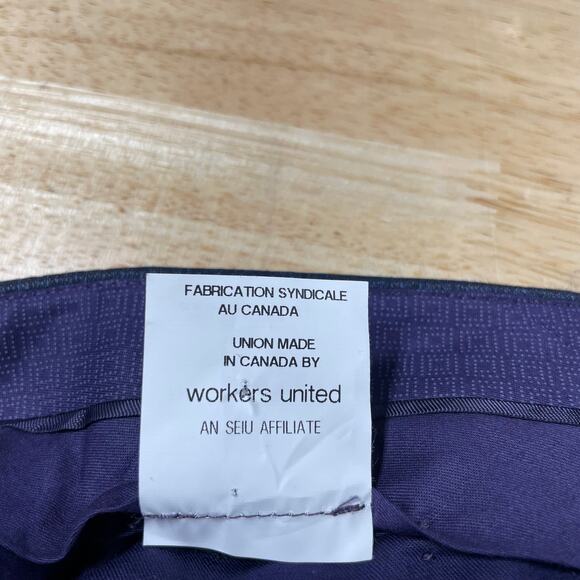 FABRICATION SYNDICALE
AU CANADA
UNION MADE
IN CANADA BY
workers united
AN SEIU AFFILIATE